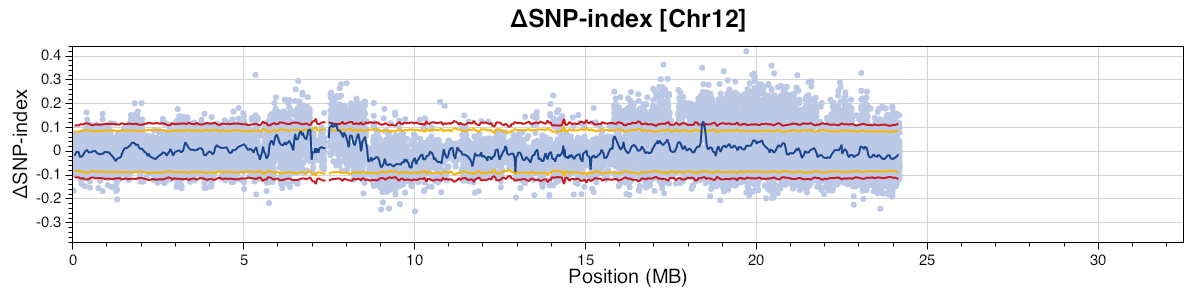 ΔSNP-index [Chr12]
0.4
0.3
0.2
0.1
0
-0.1
-0.2
-0.3
ΔSNP-index
0 5 10 15 20 25 30
Position (MB)